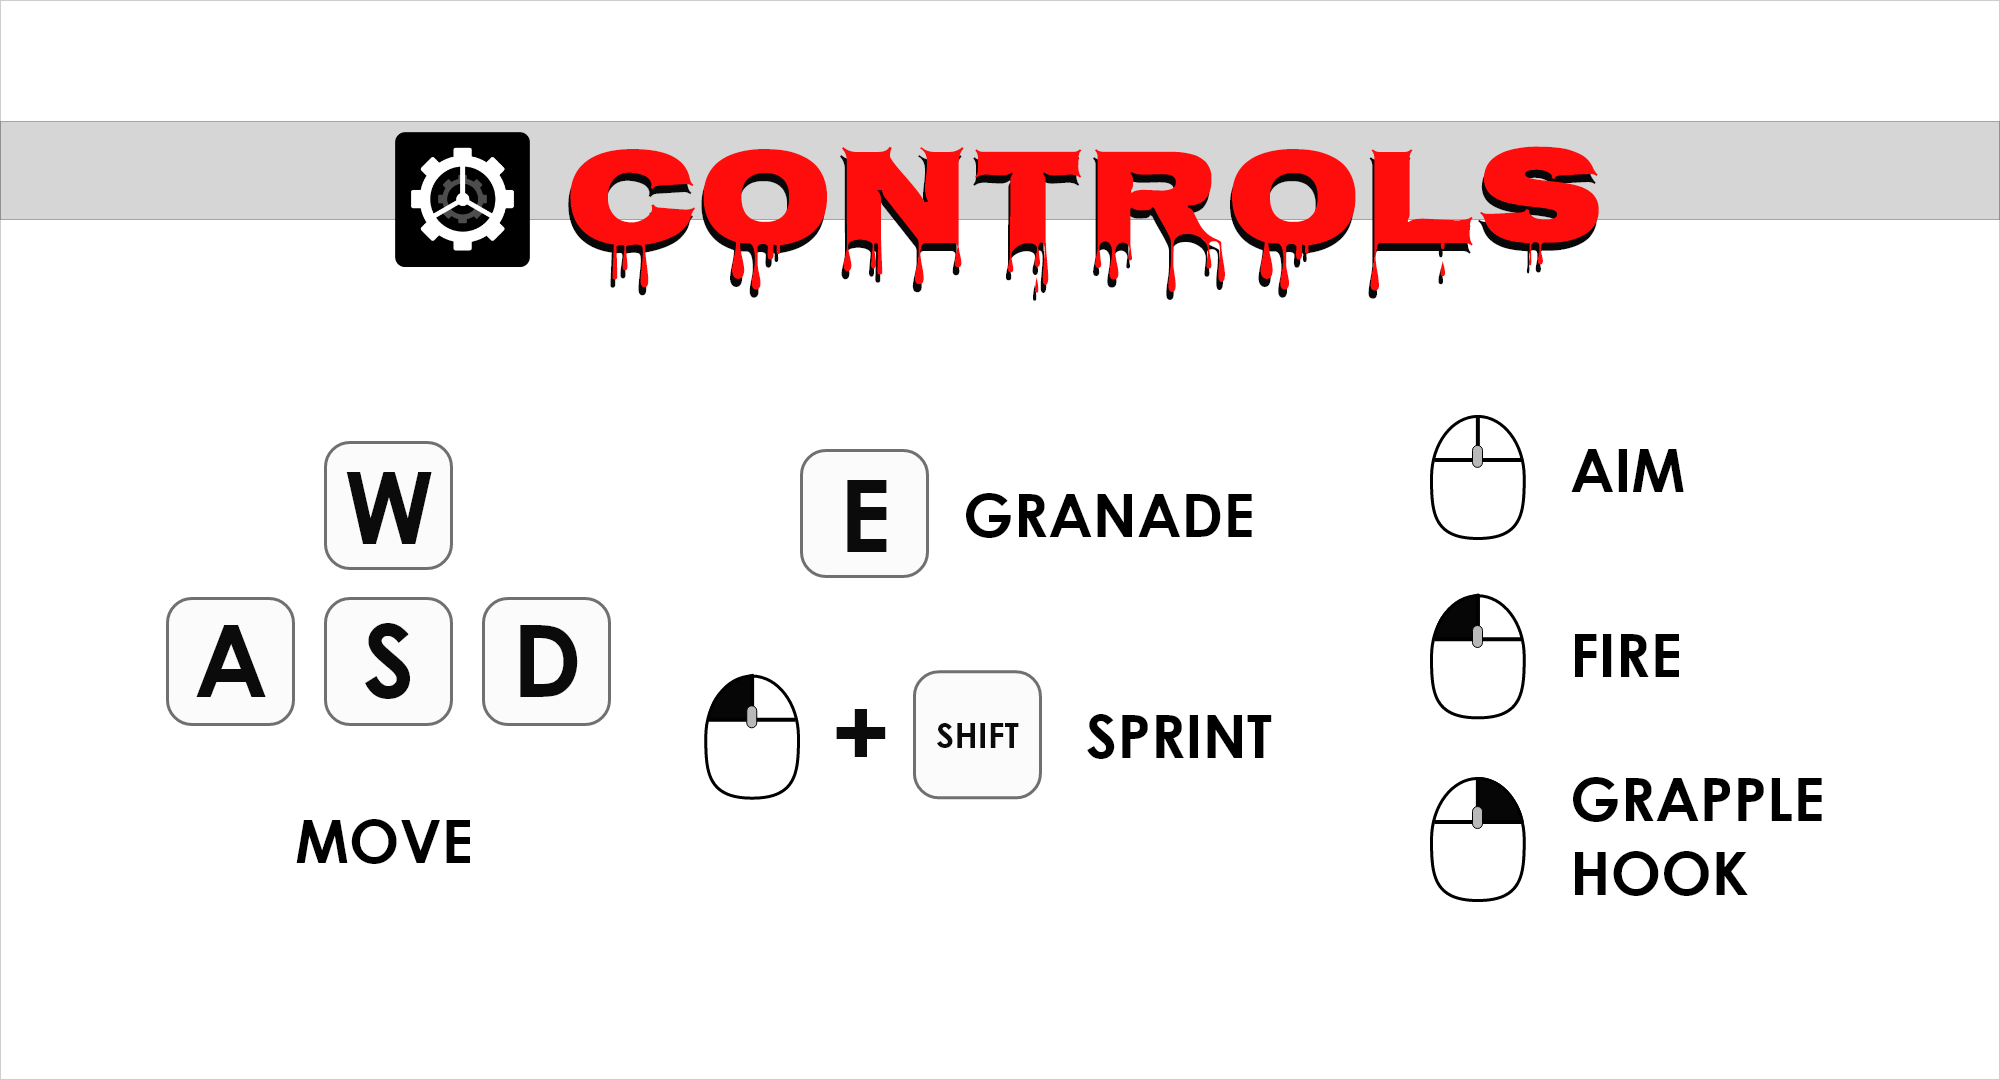 CONTROLS
W
A S D
MOVE
E GRANADE
+ SHIFT SPRINT
AIM
FIRE
GRAPPLE
HOOK